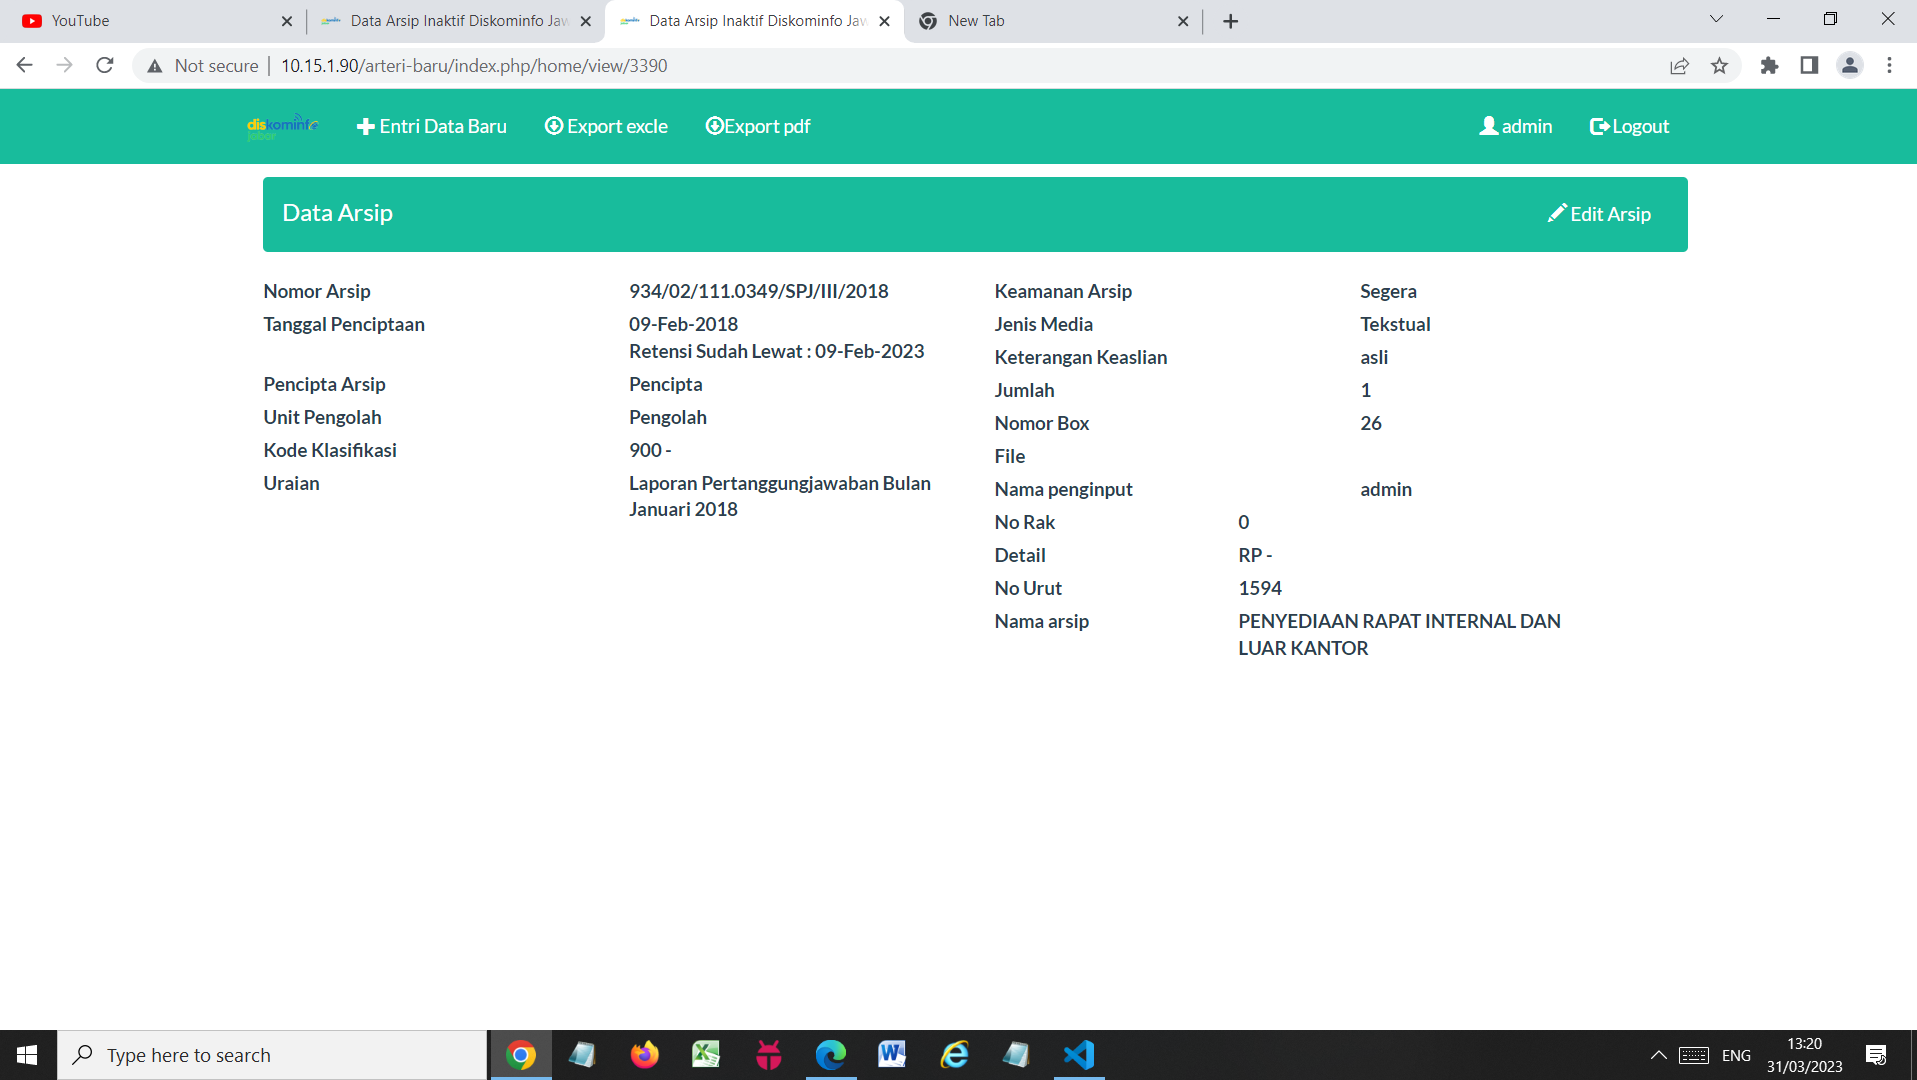 YouTube
Data Arsip Inaktif Diskominfo Jaw
Data Arsip Inaktif Diskominfo Jaw
New Tab
Not secure
10.15.1.90/arteri-baru/index.php/home/view/3390
diskominfo
jabar
Entri Data Baru
Export excle
Export pdf
admin
Logout
Data Arsip
Edit Arsip
Nomor Arsip 934/02/111.0349/SPJ/III/2018
Tanggal Penciptaan 09-Feb-2018
Retensi Sudah Lewat : 09-Feb-2023
Pencipta Arsip Pencipta
Unit Pengolah Pengolah
Kode Klasifikasi 900 -
Uraian Laporan Pertanggungjawaban Bulan
Januari 2018
Keamanan Arsip Segera
Jenis Media Tekstual
Keterangan Keaslian asli
Jumlah 1
Nomor Box 26
File
Nama penginput admin
No Rak 0
Detail RP -
No Urut 1594
Nama arsip PENYEDIAAN RAPAT INTERNAL DAN
LUAR KANTOR
Type here to search
ENG
13:20
31/03/2023